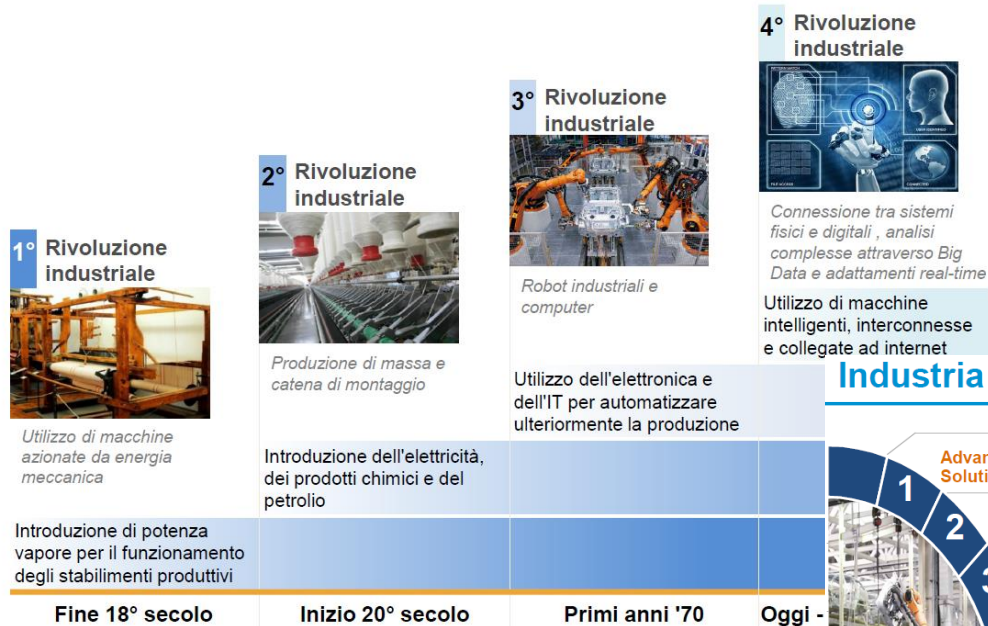 4° Rivoluzione
industriale
3° Rivoluzione
industriale
2° Rivoluzione
industriale
1° Rivoluzione
industriale
Connessione tra sistemi
fisici e digitali , analisi
complesse attraverso Big
Data e adattamenti real-time
Robot industriali e
computer
Utilizzo di macchine
intelligenti, interconnesse
e collegate ad internet
Produzione di massa e
catena di montaggio
Industria
Utilizzo dell'elettronica e
dell'IT per automatizzare
ulteriormente la produzione
Utilizzo di macchine
azionate da energia
meccanica
Introduzione dell'elettricità,
dei prodotti chimici e del
petrolio
1
2
Introduzione di potenza
vapore per il funzionamento
degli stabilimenti produttivi
Fine 18° secolo
Inizio 20° secolo
Primi anni '70
Oggi -